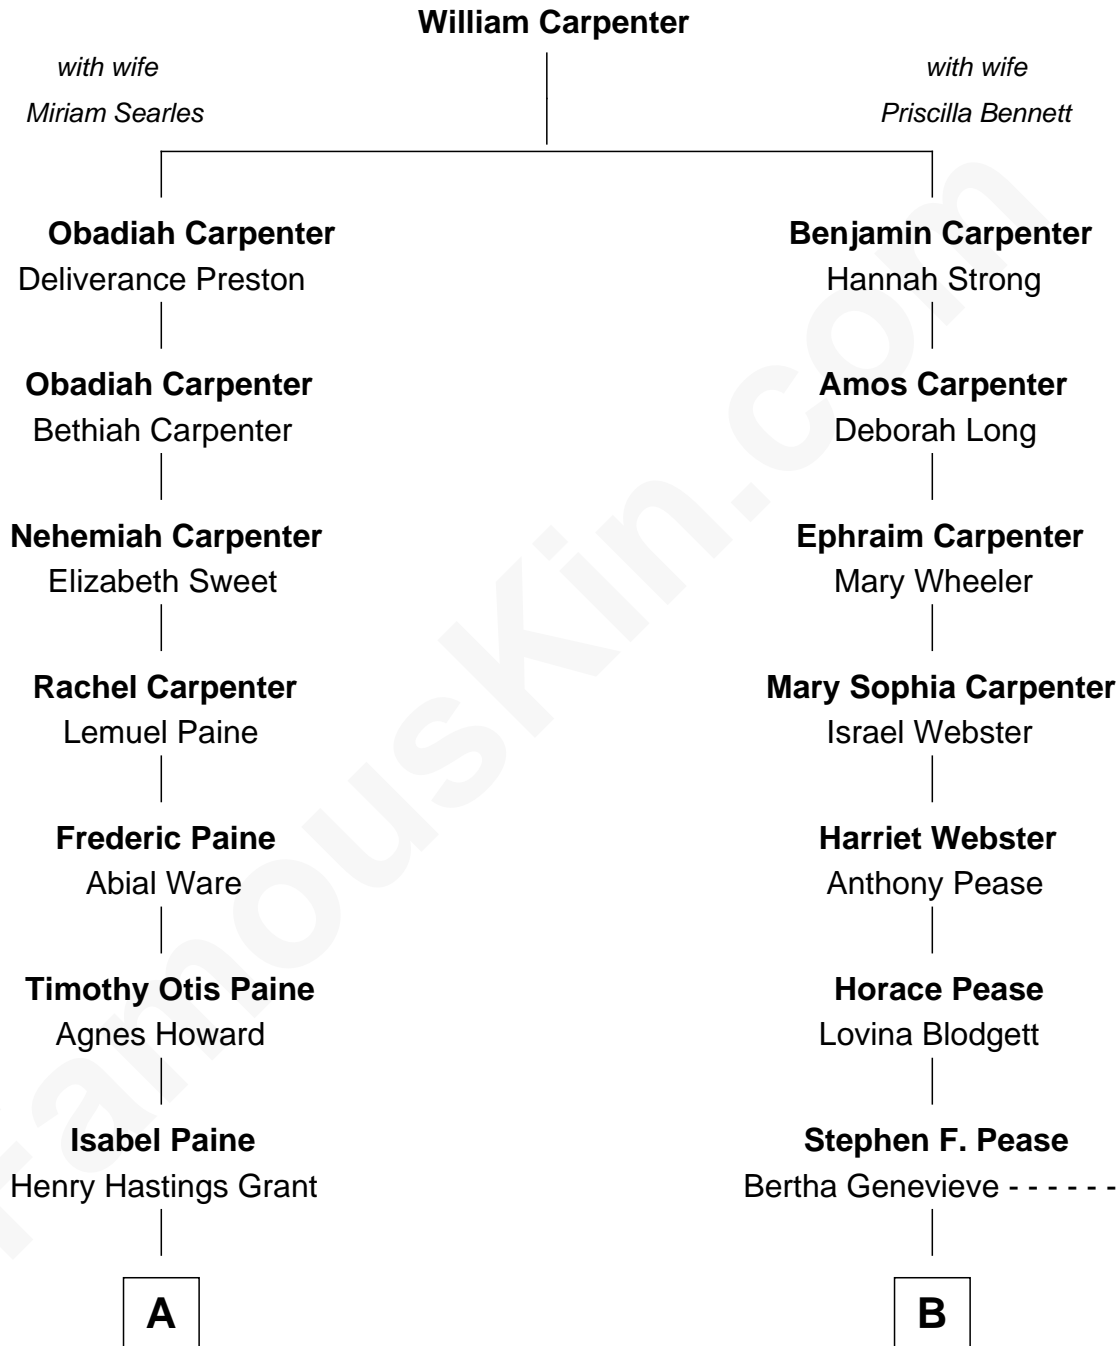 William Carpenter
with wife
Miriam Searles
with wife
Priscilla Bennett
Obadiah Carpenter
Deliverance Preston
Benjamin Carpenter
Hannah Strong
Obadiah Carpenter
Bethiah Carpenter
Amos Carpenter
Deborah Long
Nehemiah Carpenter
Elizabeth Sweet
Ephraim Carpenter
Mary Wheeler
Rachel Carpenter
Lemuel Paine
Mary Sophia Carpenter
Israel Webster
Frederic Paine
Abial Ware
Harriet Webster
Anthony Pease
Timothy Otis Paine
Agnes Howard
Horace Pease
Lovina Blodgett
Isabel Paine
Henry Hastings Grant
Stephen F. Pease
Bertha Genevieve - - - - - -
A
B
FamousKin.com